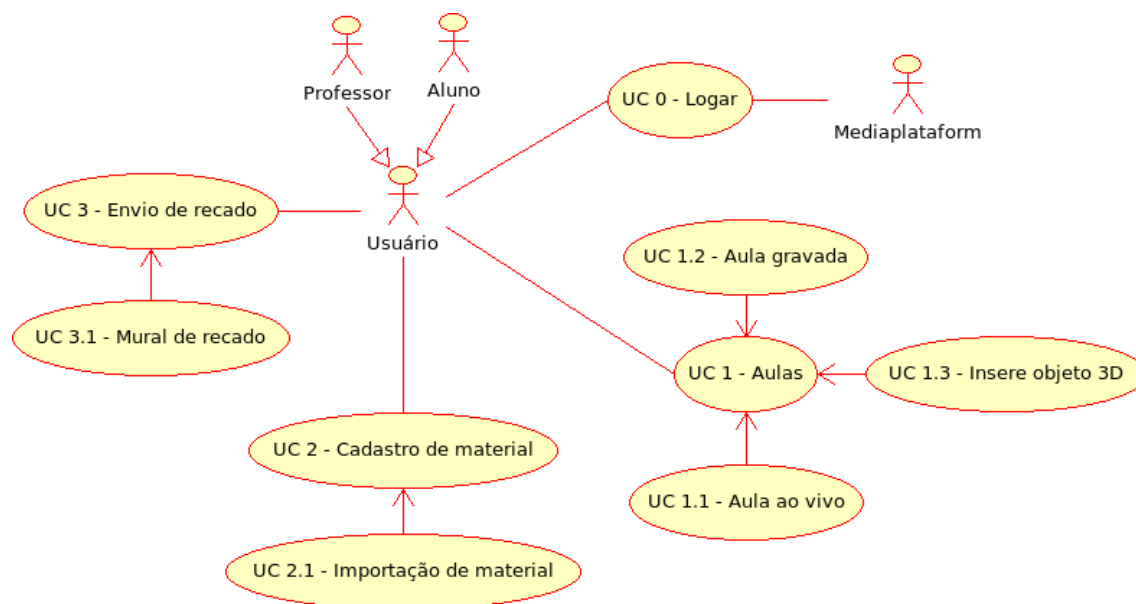 Professor
Aluno
UC 0 - Logar
Mediaplataform
UC 3 - Envio de recado
Usuário
UC 1.2 - Aula gravada
UC 3.1 - Mural de recado
UC 1 - Aulas
UC 1.3 - Insere objeto 3D
UC 2 - Cadastro de material
UC 1.1 - Aula ao vivo
UC 2.1 - Importação de material